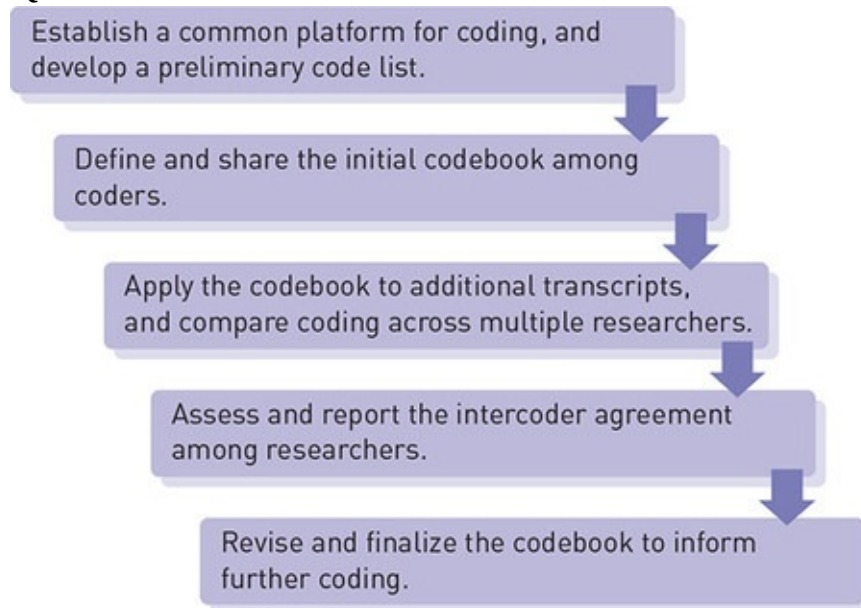 Establish a common platform for coding, and
develop a preliminary code list.
Define and share the initial codebook among
coders.
Apply the codebook to additional transcripts,
and compare coding across multiple researchers.
Assess and report the intercoder agreement
among researchers.
Revise and finalize the codebook to inform
further coding.